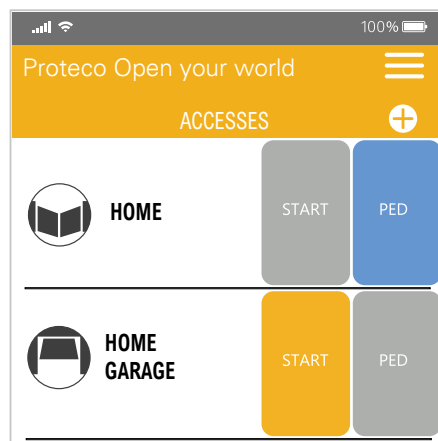 100%
Proteco Open your world
ACCESSES
HOME
START
PED
HOME
GARAGE
START
PED